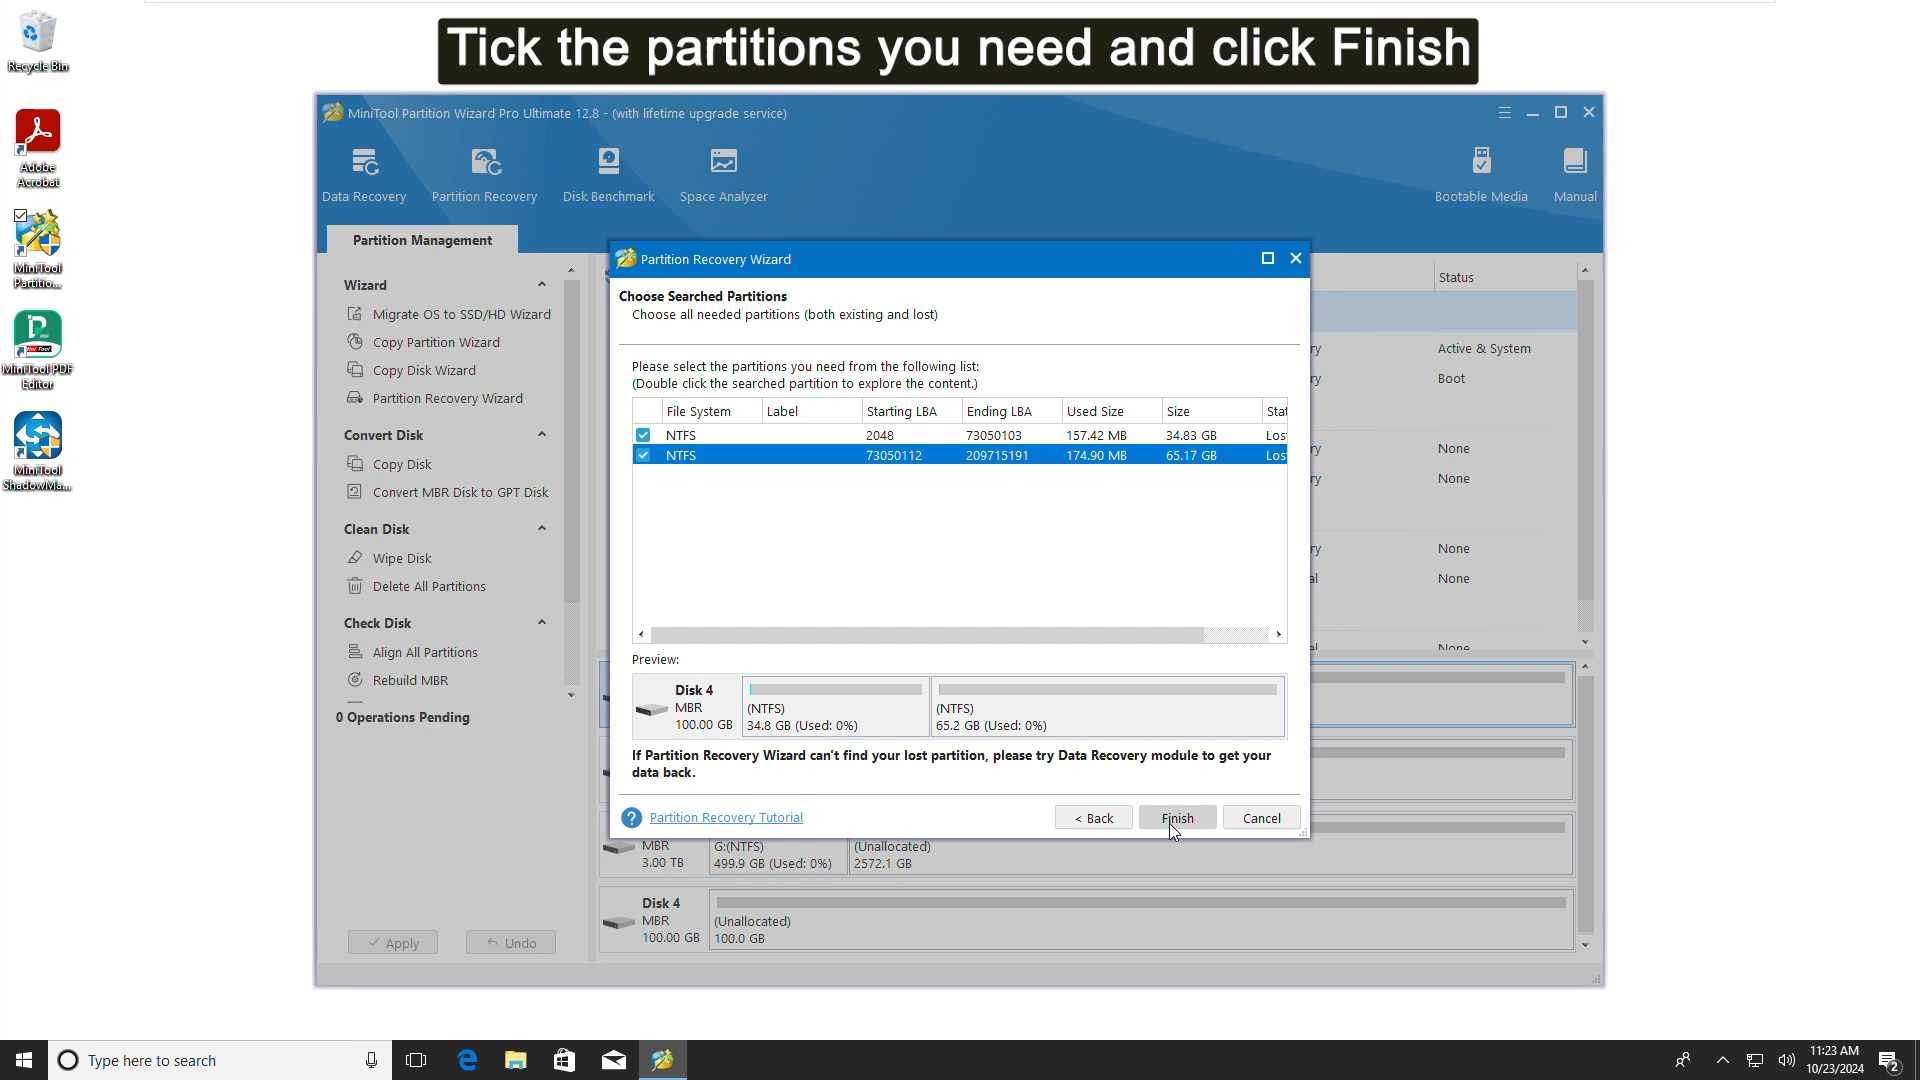 Tick the partitions you need and click Finish
Recycle Bin
Adobe
Acrobat
MiniTool
Partitio...
MiniTool PDF
Editor
MiniTool
ShadowMa...
MiniTool Partition Wizard Pro Ultimate 12.8 - (with lifetime upgrade service)
Data Recovery
Partition Recovery
Disk Benchmark
Space Analyzer
Bootable Media
Manual
Partition Management
Wizard
Migrate OS to SSD/HD Wizard
Copy Partition Wizard
Copy Disk Wizard
Partition Recovery Wizard
Convert Disk
Copy Disk
Convert MBR Disk to GPT Disk
Clean Disk
Wipe Disk
Delete All Partitions
Check Disk
Align All Partitions
Rebuild MBR
0 Operations Pending
Apply
Undo
Partition Recovery Wizard
Choose Searched Partitions
Choose all needed partitions (both existing and lost)
Please select the partitions you need from the following list:
(Double click the searched partition to explore the content.)
File System Label Starting LBA Ending LBA Used Size Size Stat
NTFS 2048 73050103 157.42 MB 34.83 GB Los
NTFS 73050112 209715191 174.90 MB 65.17 GB Los
Preview:
Disk 4
MBR
100.00 GB
(NTFS)
34.8 GB (Used: 0%)
(NTFS)
65.2 GB (Used: 0%)
If Partition Recovery Wizard can't find your lost partition, please try Data Recovery module to get your
data back.
Partition Recovery Tutorial
< Back
Finish
Cancel
Status
ry Active & System
ry Boot
ry None
ry None
ry None
al None
al None
MBR
3.00 TB
G:(NTFS)
499.9 GB (Used: 0%)
(Unallocated)
2572.1 GB
Disk 4
MBR
100.00 GB
(Unallocated)
100.0 GB
Type here to search
11:23 AM
10/23/2024
2